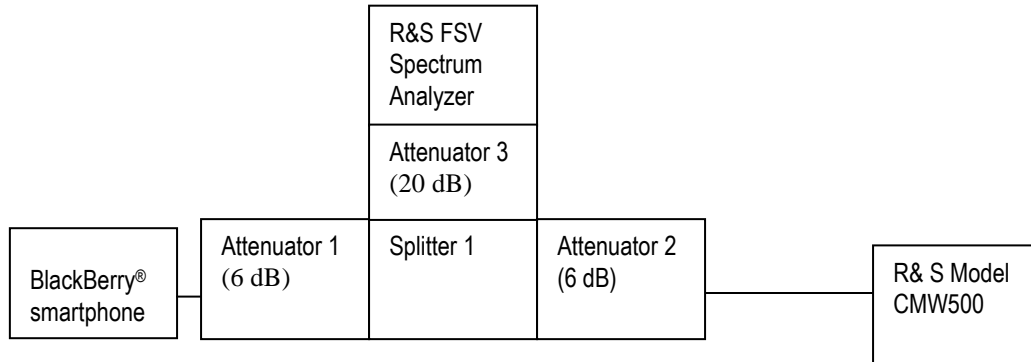 R&S FSV
Spectrum
Analyzer
Attenuator 3
(20 dB)
BlackBerry®
smartphone
Attenuator 1
(6 dB)
Splitter 1
Attenuator 2
(6 dB)
R& S Model
CMW500